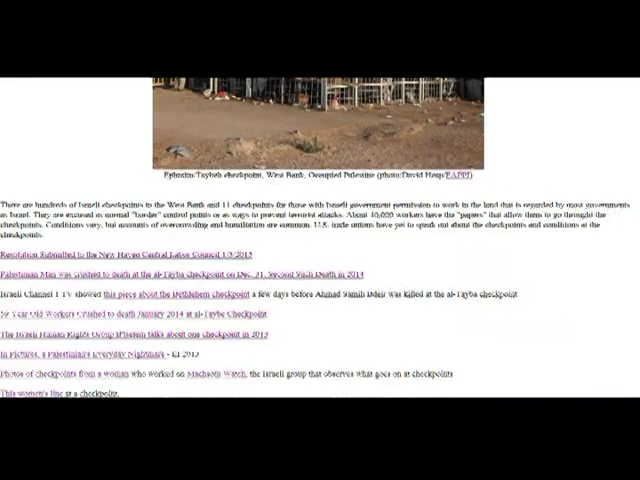 Ephraim/Taybeh checkpoint, West Bank, Occupied Palestine (photo:David Heap/EAPPI)
There are hundreds of Israeli checkpoints in the West Bank and 11 checkpoints for those with Israeli government permission to work in the land that is regarded by most governments
as Israel. They are excused as normal "border" control points or as ways to prevent terrorist attacks. About 40,000 workers have the "papers" that allow them to go through the
checkpoints. Conditions vary, but accounts of overcrowding and humiliation are common. U.S. trade unions have yet to speak out about the checkpoints and conditions at the
checkpoints.
Resolution Submitted to the New Haven Central Labor Council 1/3/2015
Palestinian Man was crushed to death at the al-Tayba checkpoint on Dec. 31, Second Such Death in 2014
Israeli Channel 1 TV showed this piece about the Bethlehem checkpoint a few days before Ahmad Samih Bdeir was killed at the al-Tayba checkpoint
59 Year Old Workers Crushed to death January 2014 at al-Taybe Checkpoint
The Israeli Human Rights Group B'Tselem talks about one checkpoint in 2013
In Pictures, a Palestinian's Everyday Nightmare - EI 2013
Photos of checkpoints from a woman who worked on Machsom Watch, the Israeli group that observes what goes on at checkpoints
This women's line at a checkpoint.